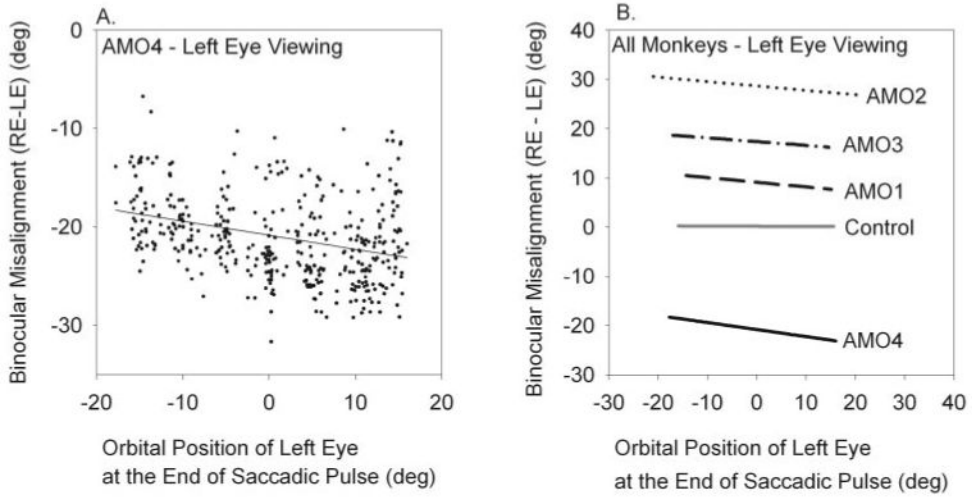 A.
AMO4 - Left Eye Viewing
Binocular Misalignment (RE-LE) (deg)
0
-10
-20
-30
-20 -10 0 10 20
Orbital Position of Left Eye
at the End of Saccadic Pulse (deg)
B.
All Monkeys - Left Eye Viewing
Binocular Misalignment (RE - LE) (deg)
40
30
20
10
0
-10
-20
-30
AMO2
AMO3
AMO1
Control
AMO4
-30 -20 -10 0 10 20 30 40
Orbital Position of Left Eye
at the End of Saccadic Pulse (deg)